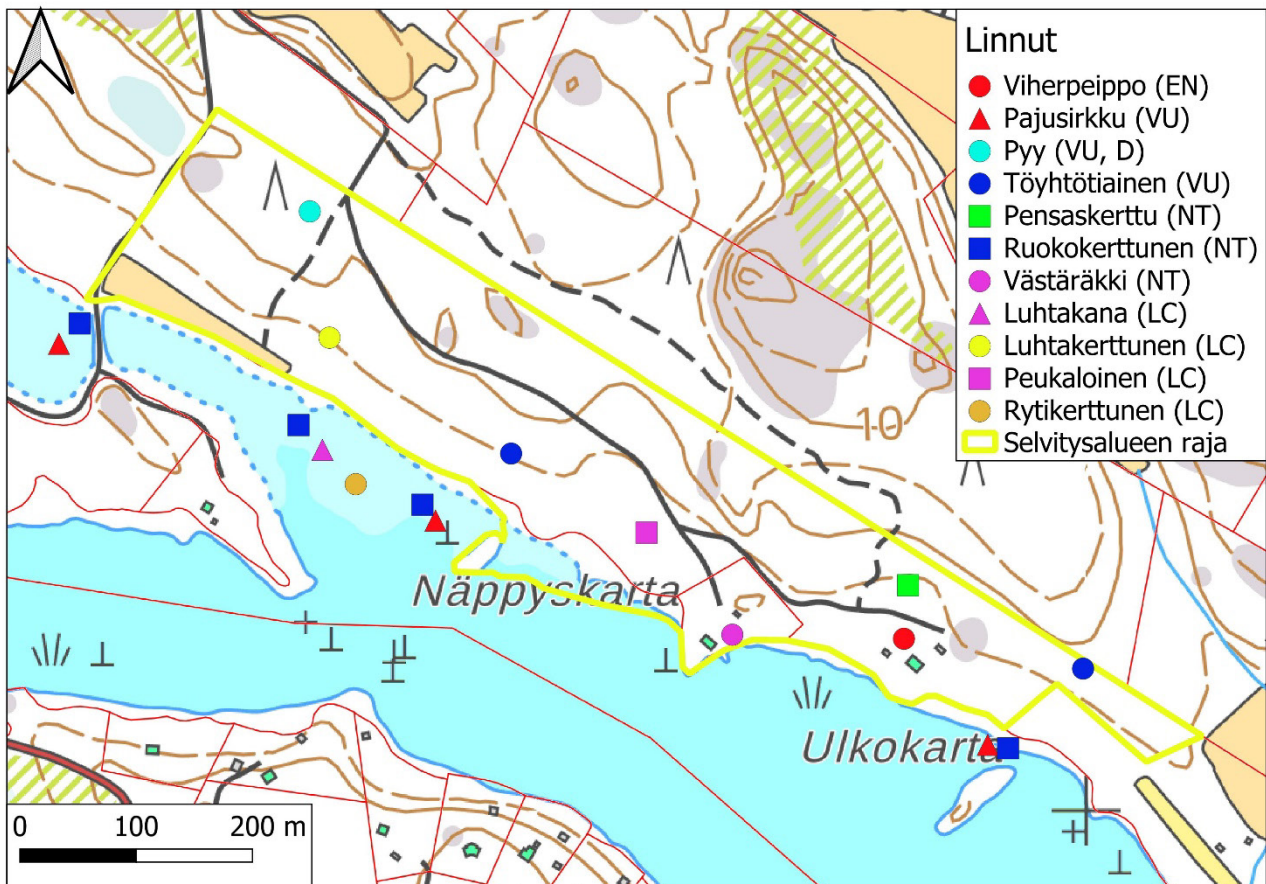 Linnut
Viherpeippo (EN)
Pajusirkku (VU)
Pyy (VU, D)
Töyhtötiainen (VU)
Pensaskerttu (NT)
Ruokokerttunen (NT)
Västäräkki (NT)
Luhtakana (LC)
Luhtakerttunen (LC)
Peukaloinen (LC)
Rytikerttunen (LC)
Selvitysalueen raja
10
Näppyskarta
Ulkokarta
0 100 200 m